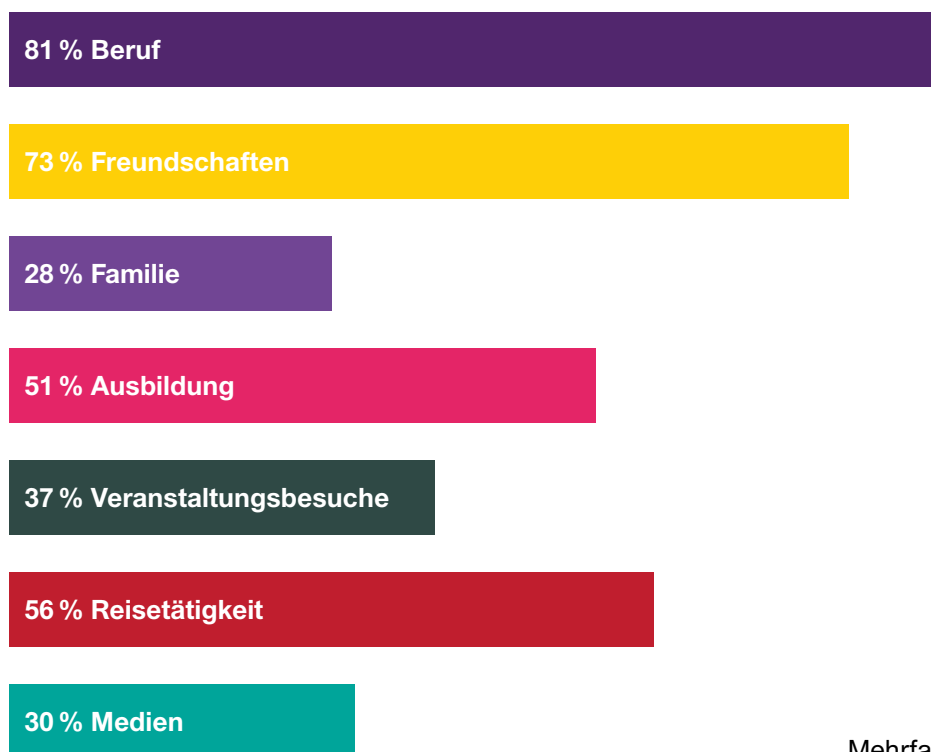 81 % Beruf
73 % Freundschaften
28 % Familie
51 % Ausbildung
37 % Veranstaltungsbesuche
56 % Reisetätigkeit
30 % Medien